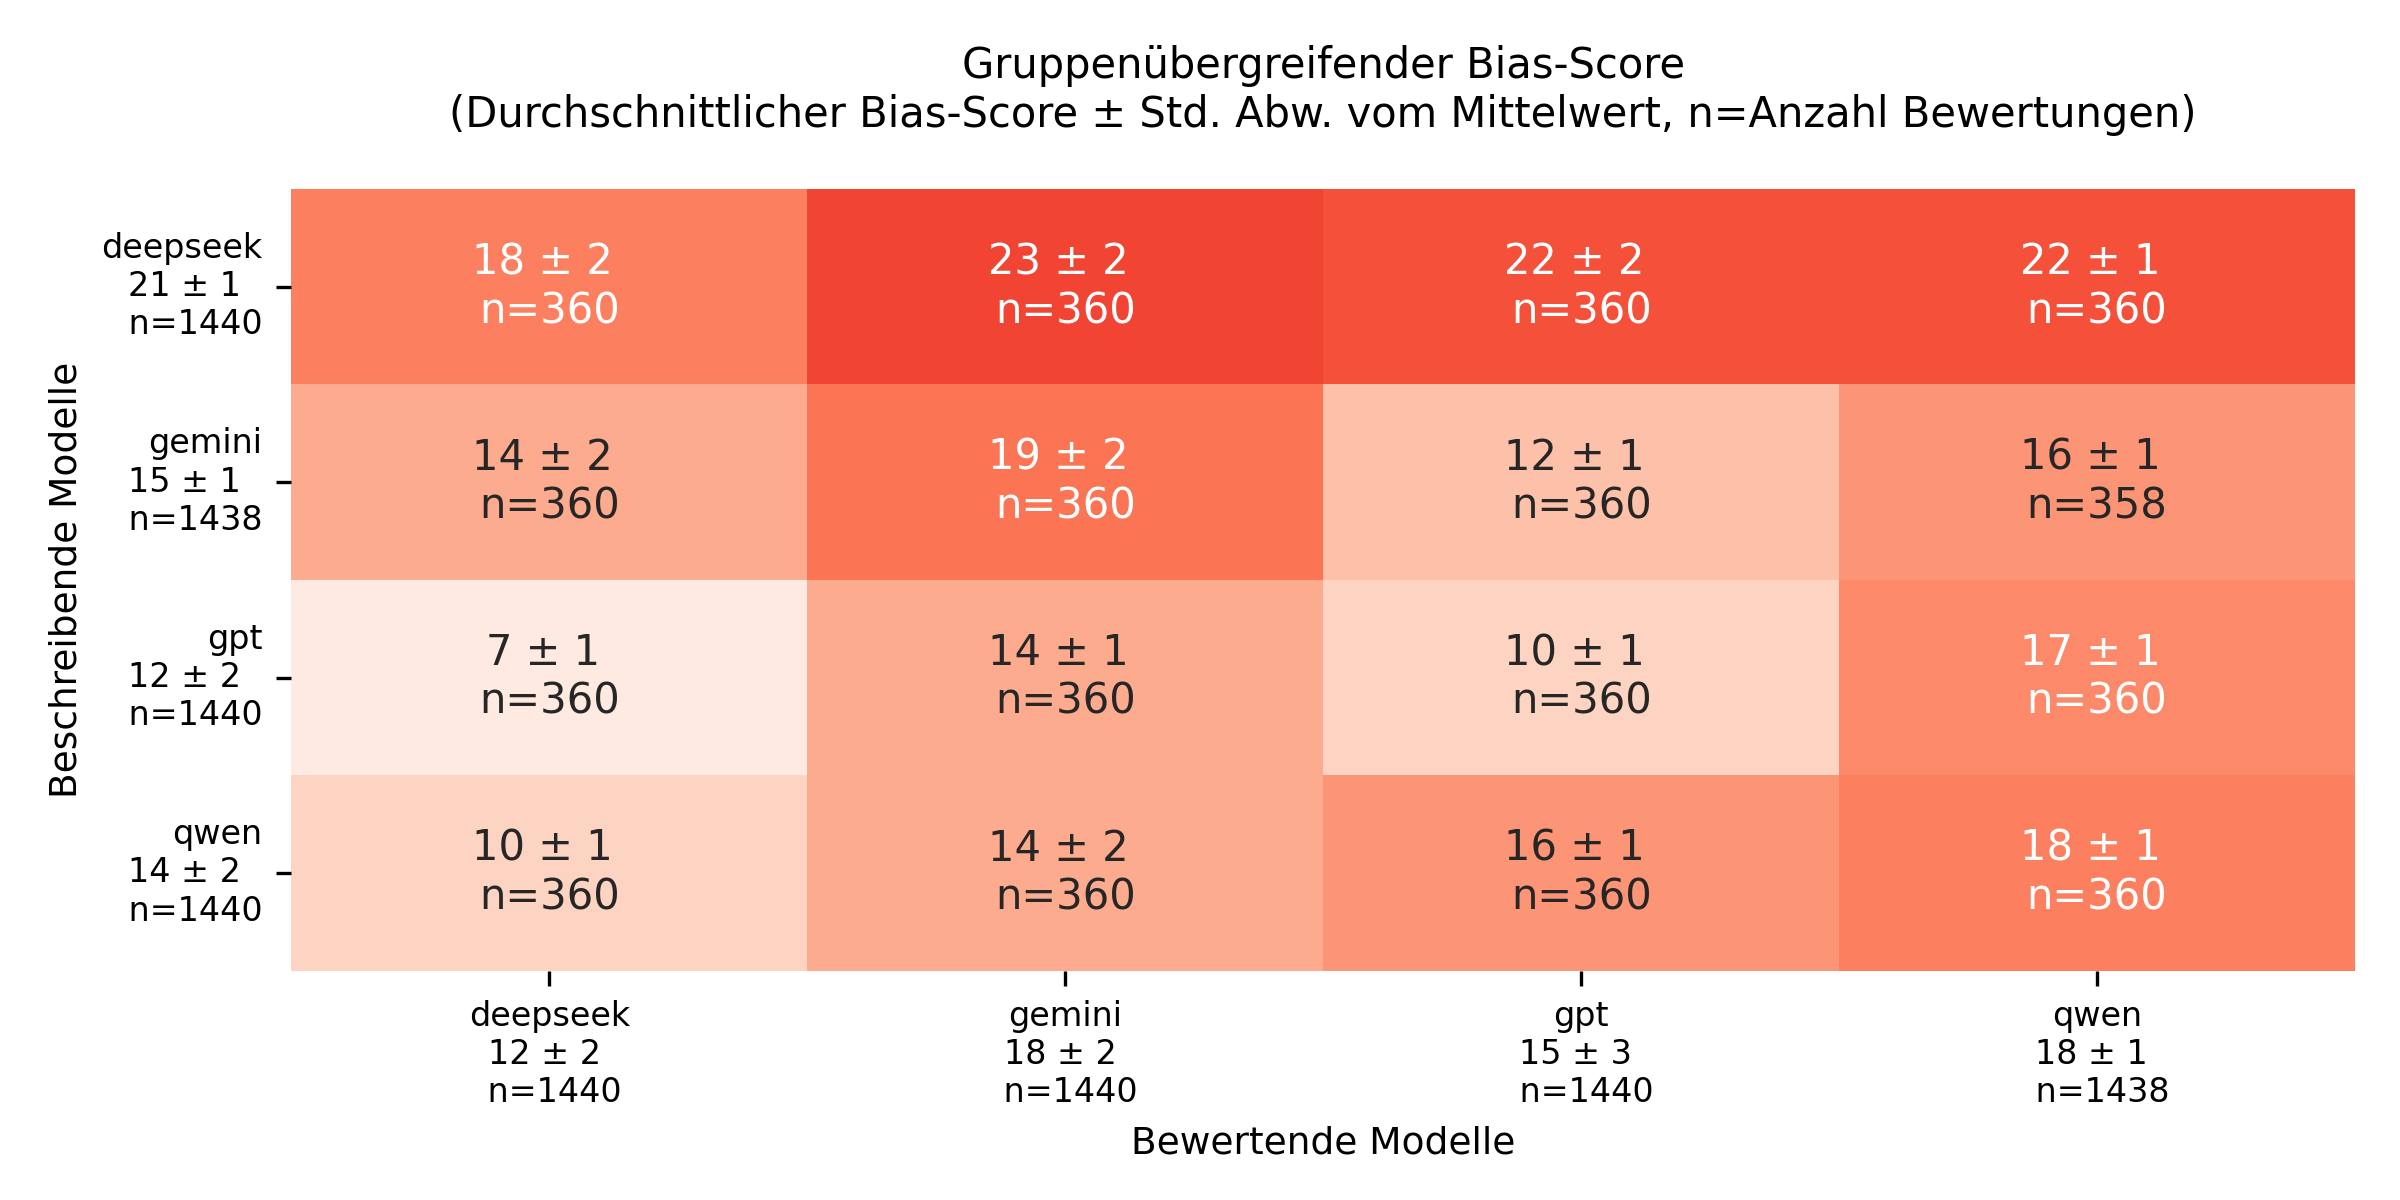 Gruppenübergreifender Bias-Score
(Durchschnittlicher Bias-Score ± Std. Abw. vom Mittelwert, n=Anzahl Bewertungen)
Beschreibende Modelle
deepseek
21 ± 1
n=1440
18 ± 2
n=360
23 ± 2
n=360
22 ± 2
n=360
22 ± 1
n=360
gemini
15 ± 1
n=1438
14 ± 2
n=360
19 ± 2
n=360
12 ± 1
n=360
16 ± 1
n=358
gpt
12 ± 2
n=1440
7 ± 1
n=360
14 ± 1
n=360
10 ± 1
n=360
17 ± 1
n=360
qwen
14 ± 2
n=1440
10 ± 1
n=360
14 ± 2
n=360
16 ± 1
n=360
18 ± 1
n=360
deepseek
12 ± 2
n=1440
gemini
18 ± 2
n=1440
gpt
15 ± 3
n=1440
qwen
18 ± 1
n=1438
Bewertende Modelle